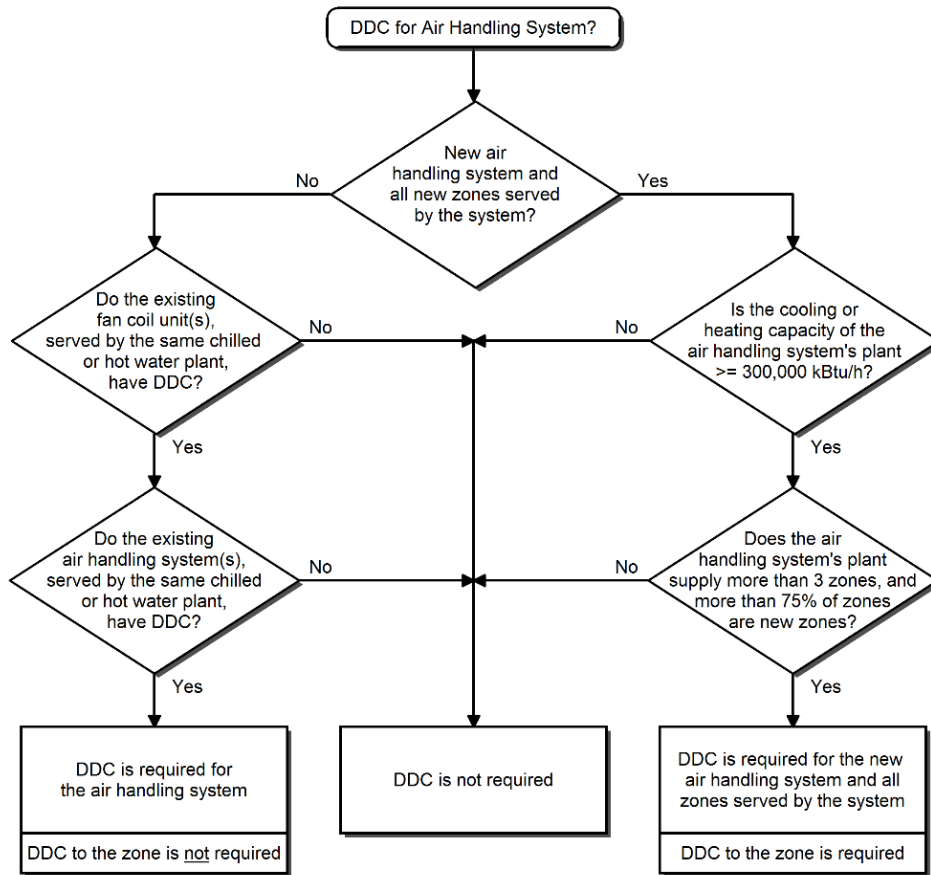 DDC for Air Handling System?
New air
handling system and
all new zones served
by the system?
No
Yes
Do the existing
fan coil unit(s),
served by the same chilled
or hot water plant,
have DDC?
No
No
Is the cooling or
heating capacity of the
air handling system's plant
>= 300,000 kBtu/h?
Yes
Yes
Do the existing
air handling system(s),
served by the same chilled
or hot water plant,
have DDC?
No
No
Does the air
handling system's plant
supply more than 3 zones, and
more than 75% of zones
are new zones?
Yes
Yes
DDC is required for
the air handling system
DDC to the zone is not required
DDC is not required
DDC is required for the new
air handling system and all
zones served by the system
DDC to the zone is required